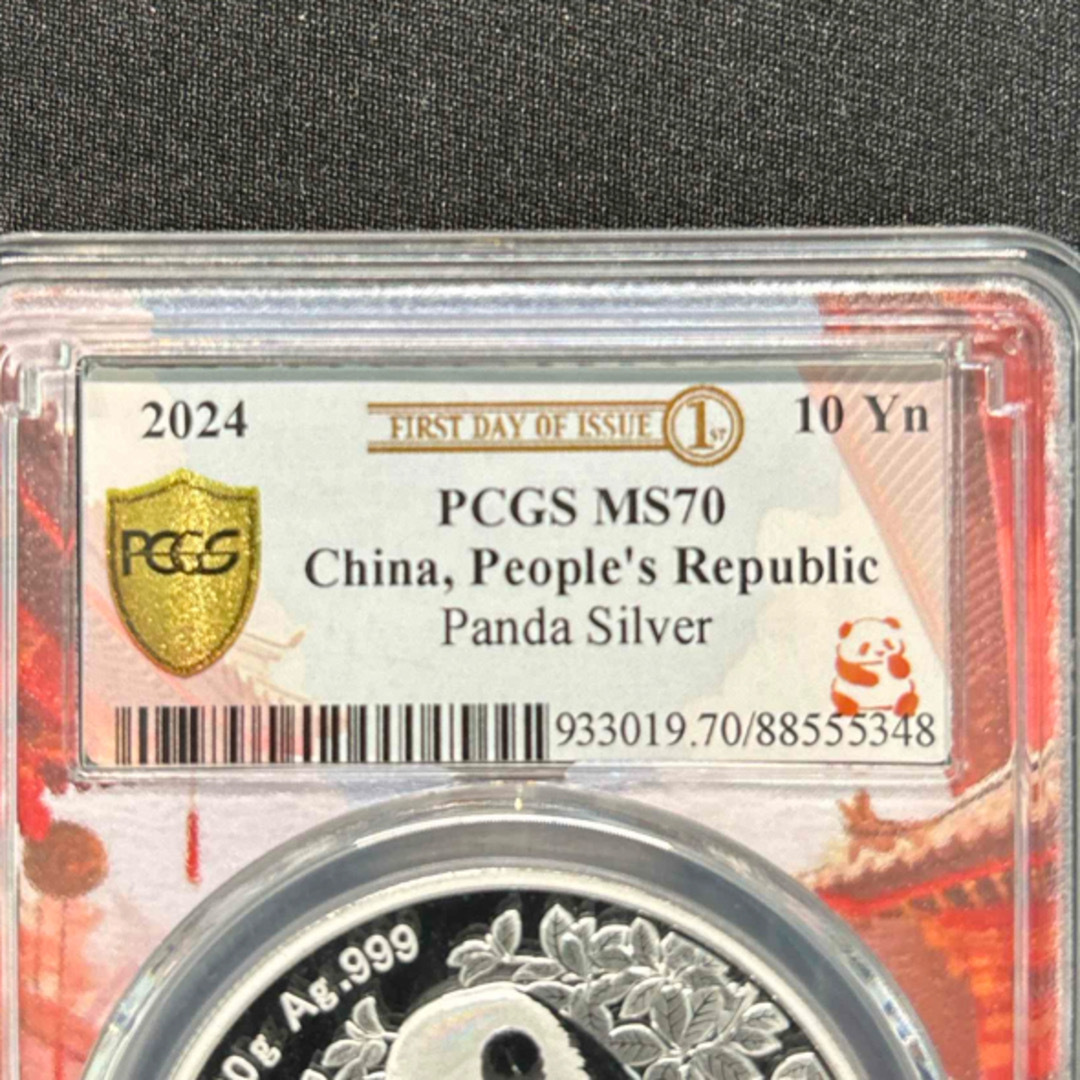 2024
FIRST DAY OF ISSUE 1ST
10 Yn
PCGS
PCGS MS70
China, People's Republic
Panda Silver
933019.70/88555348
0g Ag.999